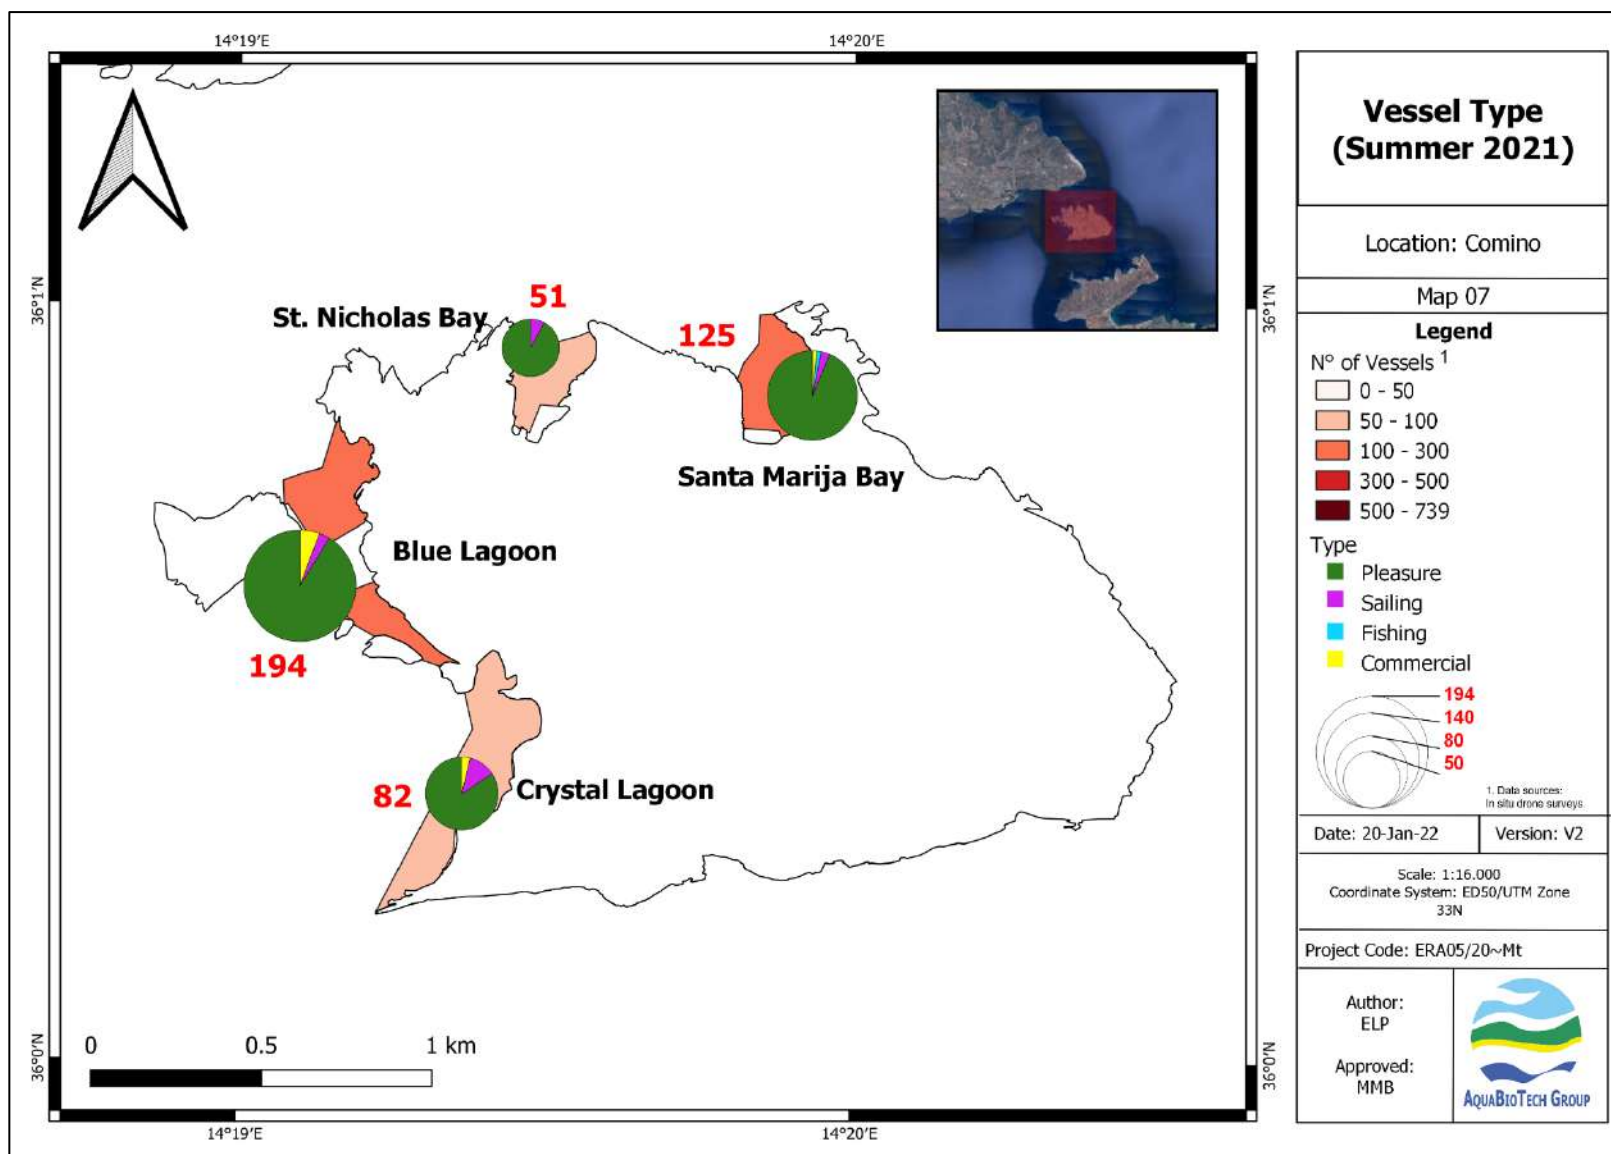 14°19'E
14°20'E
36°1'N
36°1'N
St. Nicholas Bay
51
125
Santa Marija Bay
Blue Lagoon
194
82
Crystal Lagoon
0 0.5 1 km
36°0'N
36°0'N
14°19'E
14°20'E
Vessel Type
(Summer 2021)
Location: Comino
Map 07
Legend
N° of Vessels 1
0 - 50
50 - 100
100 - 300
300 - 500
500 - 739
Type
Pleasure
Sailing
Fishing
Commercial
194
140
80
50
1. Data sources:
In situ drone surveys.
Date: 20-Jan-22
Version: V2
Scale: 1:16.000
Coordinate System: ED50/UTM Zone
33N
Project Code: ERA05/20~Mt
Author:
ELP
Approved:
MMB
AQUABIOTECH GROUP